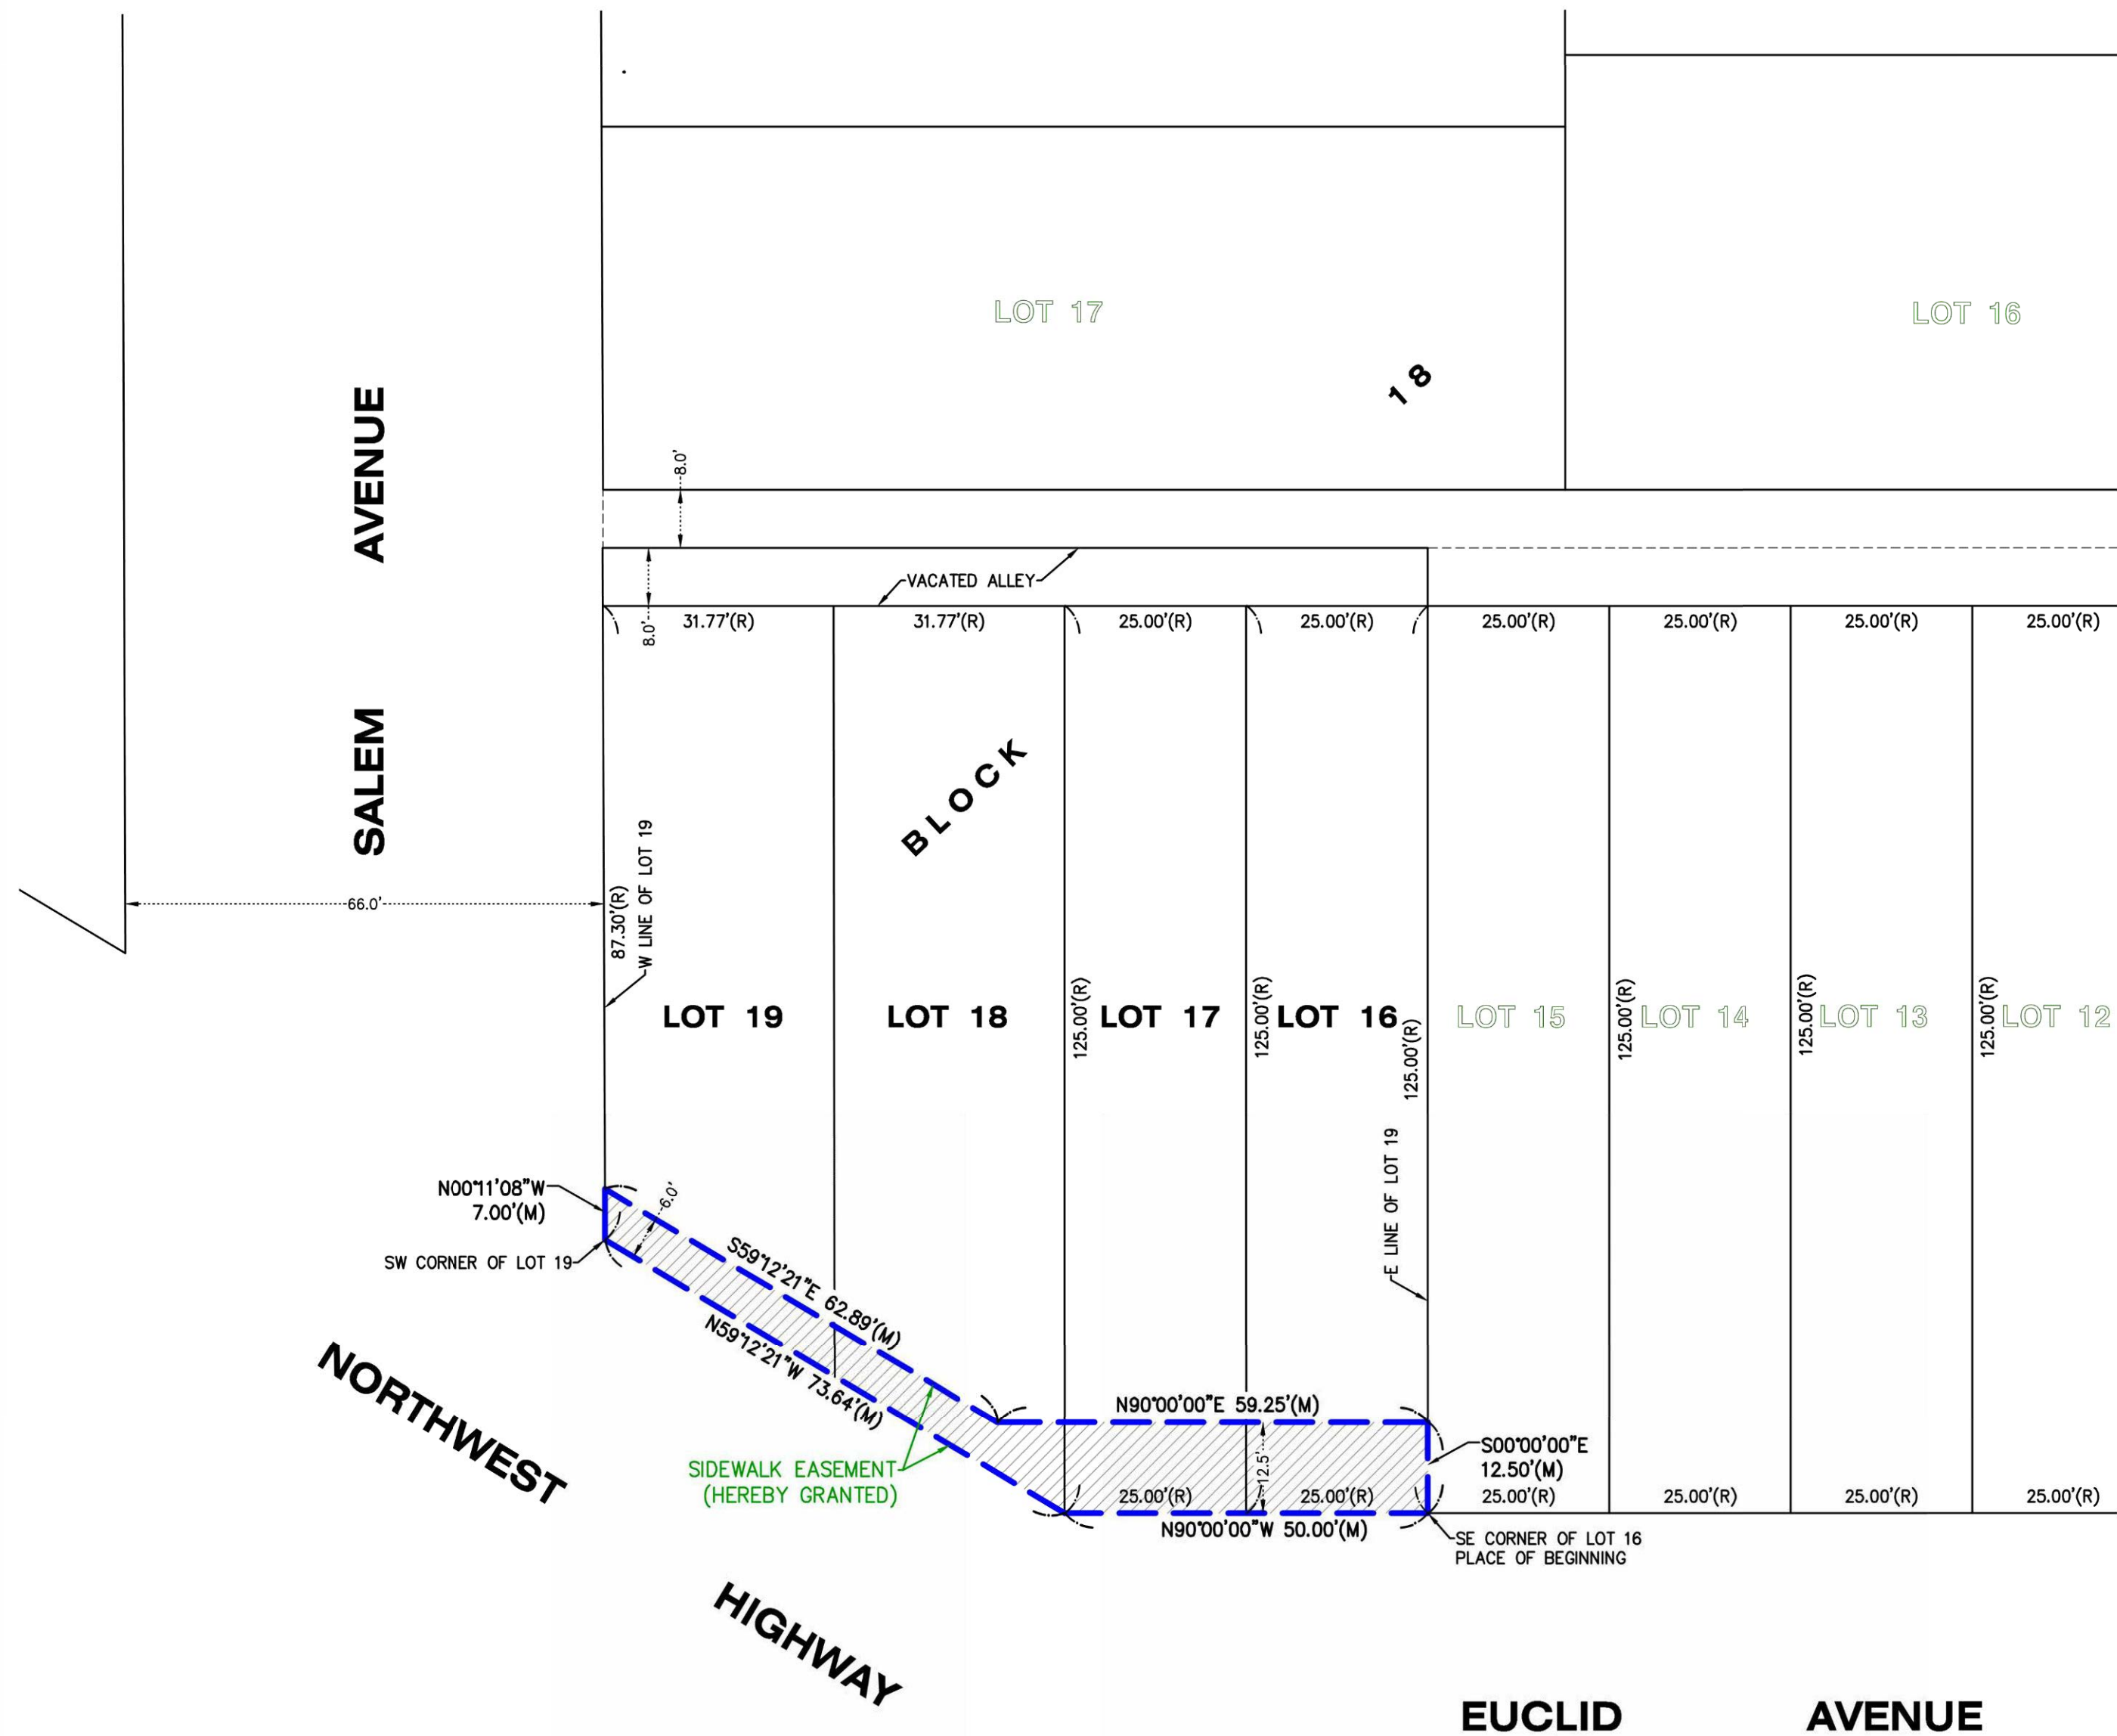 LOT 17
LOT 16
18
SALEM AVENUE
8.0'
VACATED ALLEY
8.0'
31.77'(R)
31.77'(R)
25.00'(R)
25.00'(R)
25.00'(R)
25.00'(R)
25.00'(R)
25.00'(R)
BLOCK
66.0'
87.30'(R)
W LINE OF LOT 19
LOT 19
LOT 18
125.00'(R)
LOT 17
125.00'(R)
LOT 16
125.00'(R)
LOT 15
125.00'(R)
LOT 14
125.00'(R)
LOT 13
125.00'(R)
LOT 12
E LINE OF LOT 19
N00°11'08"W
7.00'(M)
SW CORNER OF LOT 19
6.0'
S59°12'21"E 62.89'(M)
N59°12'21"W 73.64'(M)
N90°00'00"E 59.25'(M)
12.5'
S00°00'00"E
12.50'(M)
SIDEWALK EASEMENT
(HEREBY GRANTED)
25.00'(R)
25.00'(R)
25.00'(R)
25.00'(R)
25.00'(R)
25.00'(R)
N90°00'00"W 50.00'(M)
SE CORNER OF LOT 16
PLACE OF BEGINNING
NORTHWEST
HIGHWAY
EUCLID AVENUE